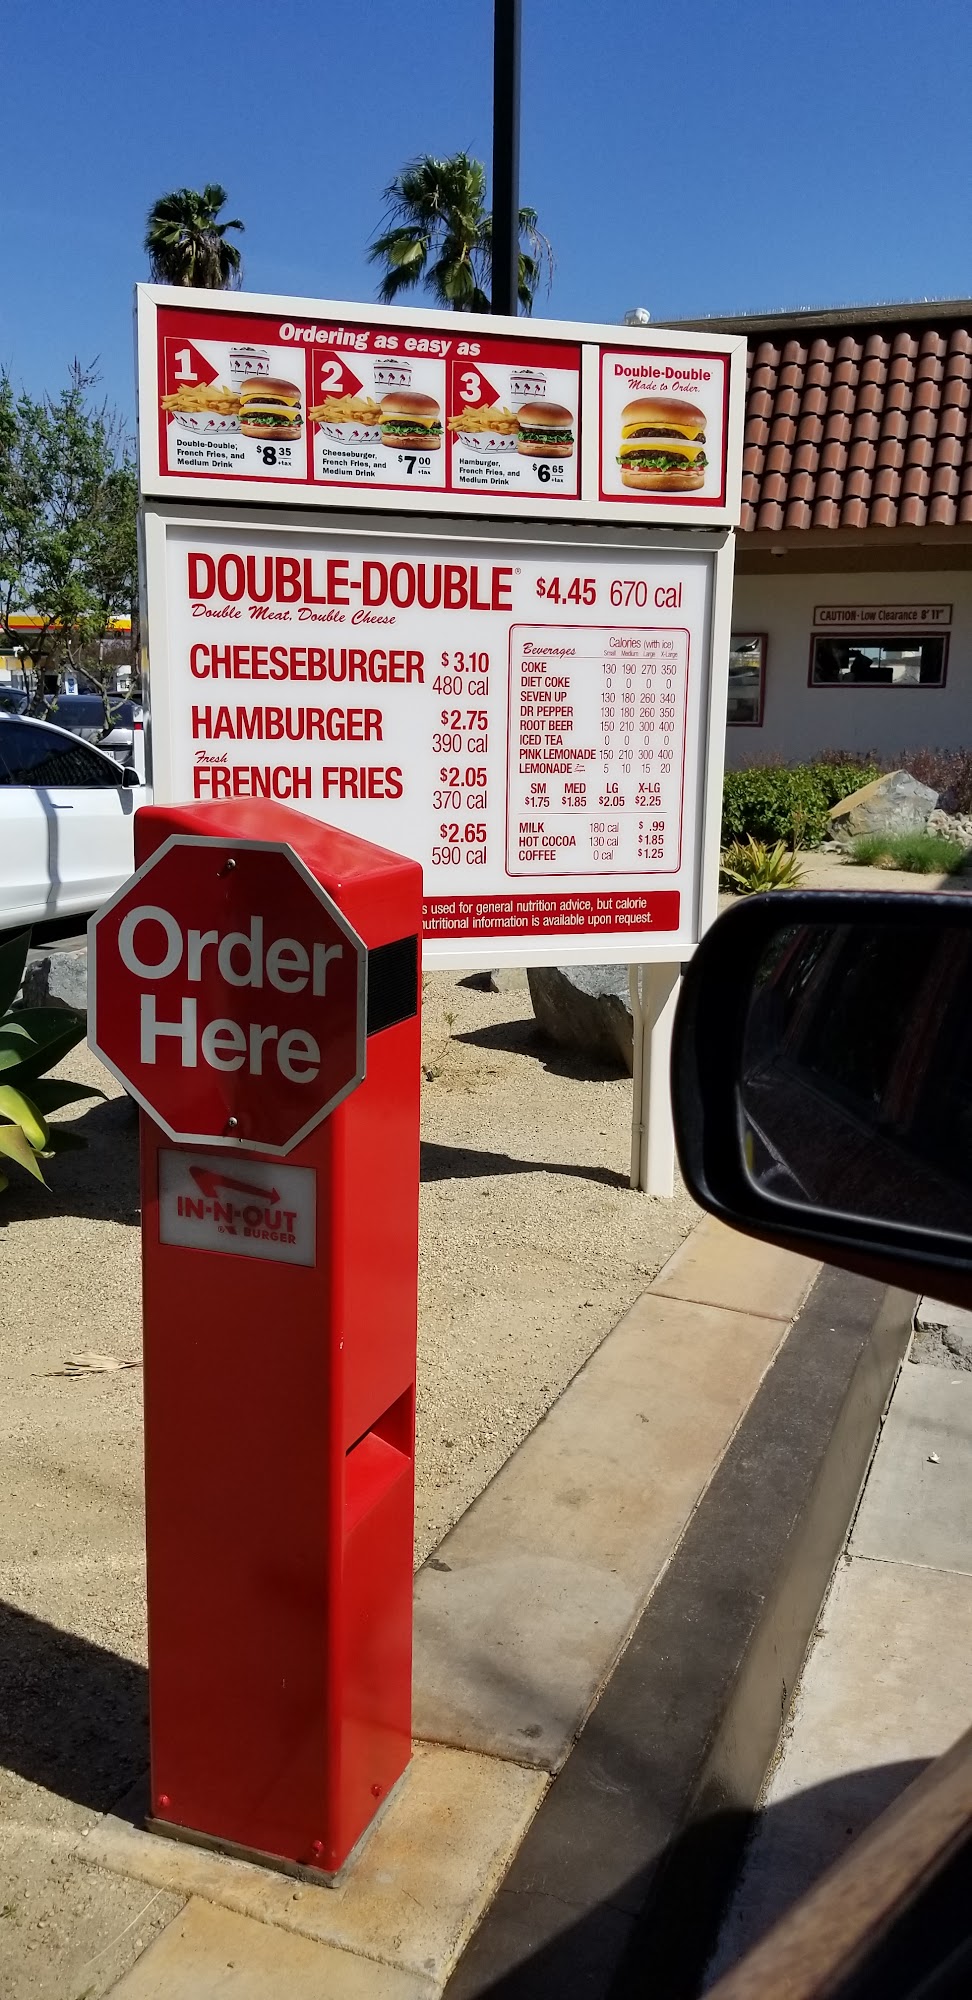 Ordering as easy as
1
Double-Double,
French Fries, and
Medium Drink
$8.35
+tax
2
Cheeseburger,
French Fries, and
Medium Drink
$7.00
+tax
3
Hamburger,
French Fries, and
Medium Drink
$6.65
+tax
Double-Double®
Made to Order.
DOUBLE-DOUBLE® $4.45 670 cal
Double Meat, Double Cheese
CHEESEBURGER $3.10
480 cal
HAMBURGER $2.75
390 cal
Fresh
FRENCH FRIES $2.05
370 cal
$2.65
590 cal
Beverages Calories (with ice)
Small Medium Large X-Large
COKE 130 190 270 350
DIET COKE 0 0 0 0
SEVEN UP 130 180 260 340
DR PEPPER 130 180 260 350
ROOT BEER 150 210 300 400
ICED TEA 0 0 0 0
PINK LEMONADE 150 210 300 400
LEMONADE 5 10 15 20
SM MED LG X-LG
$1.75 $1.85 $2.05 $2.25
MILK 180 cal $ .99
HOT COCOA 130 cal $1.85
COFFEE 0 cal $1.25
s used for general nutrition advice, but calorie
utritional information is available upon request.
CAUTION-Low Clearance 8' 11"
Order
Here
IN-N-OUT
BURGER